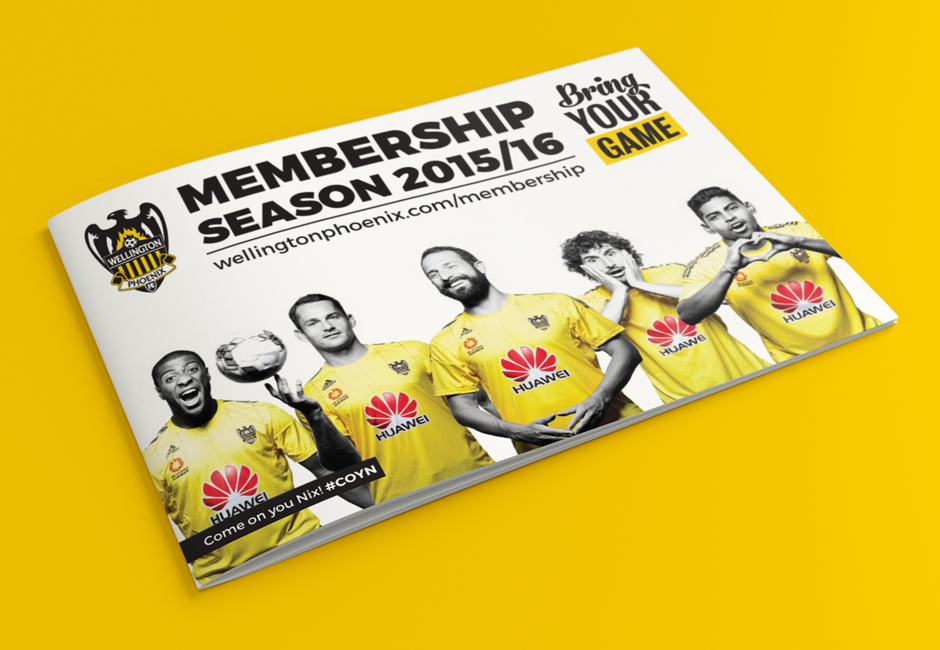 MEMBERSHIP
SEASON 2015/16
wellingtonphoenix.com/membership
Bring
YOUR
GAME
WELLINGTON
PHOENIX
FC
HUAWEI
HUAWEI
HUAWEI
HUAWEI
HUAWEI
Come on you Nix! #COYN